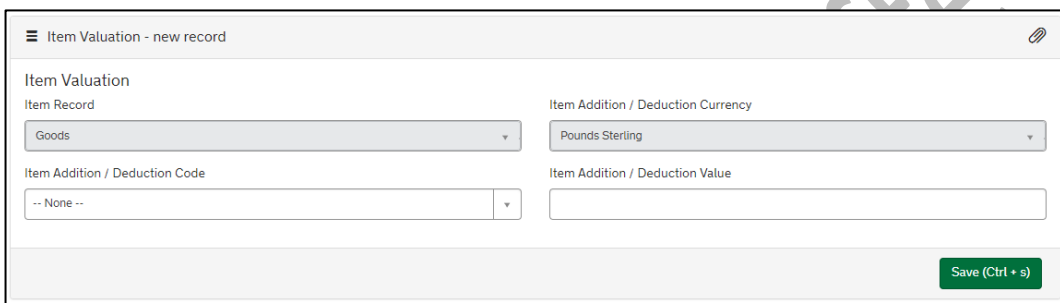 Item Valuation - new record
Item Valuation
Item Record
Item Addition / Deduction Currency
Goods
Pounds Sterling
Item Addition / Deduction Code
Item Addition / Deduction Value
-- None --
Save (Ctrl + s)